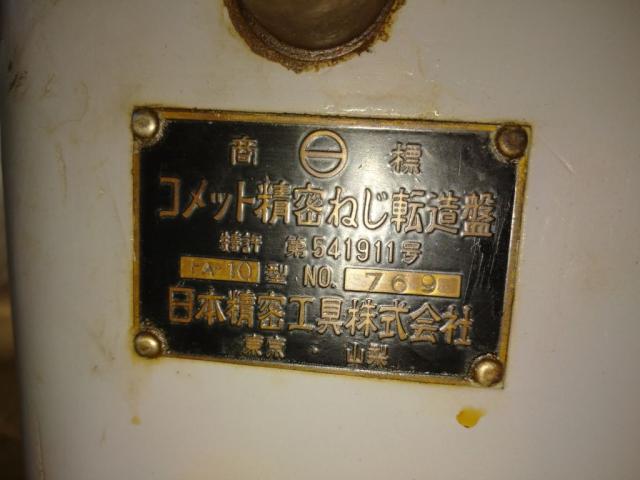 商 標
コメット精密ねじ転造盤
特許 第541911号
FA-10型 NO. 769
日本精密工具株式会社
東京・山梨